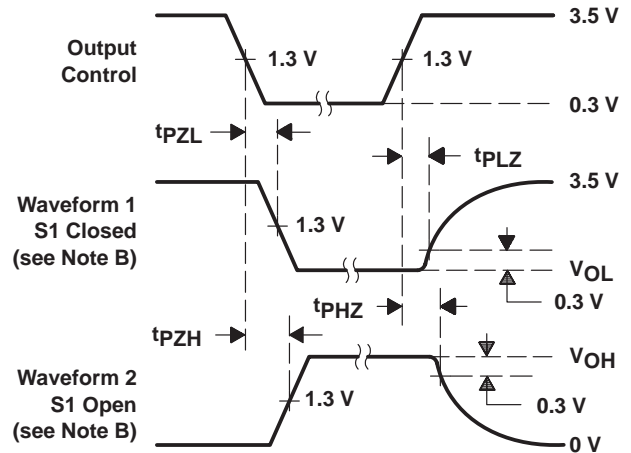 3.5 V
Output
Control
1.3 V
1.3 V
0.3 V
tPZL
tPLZ
3.5 V
Waveform 1
S1 Closed
(see Note B)
1.3 V
VOL
0.3 V
tPHZ
tPZH
VOH
Waveform 2
S1 Open
(see Note B)
1.3 V
0.3 V
0 V